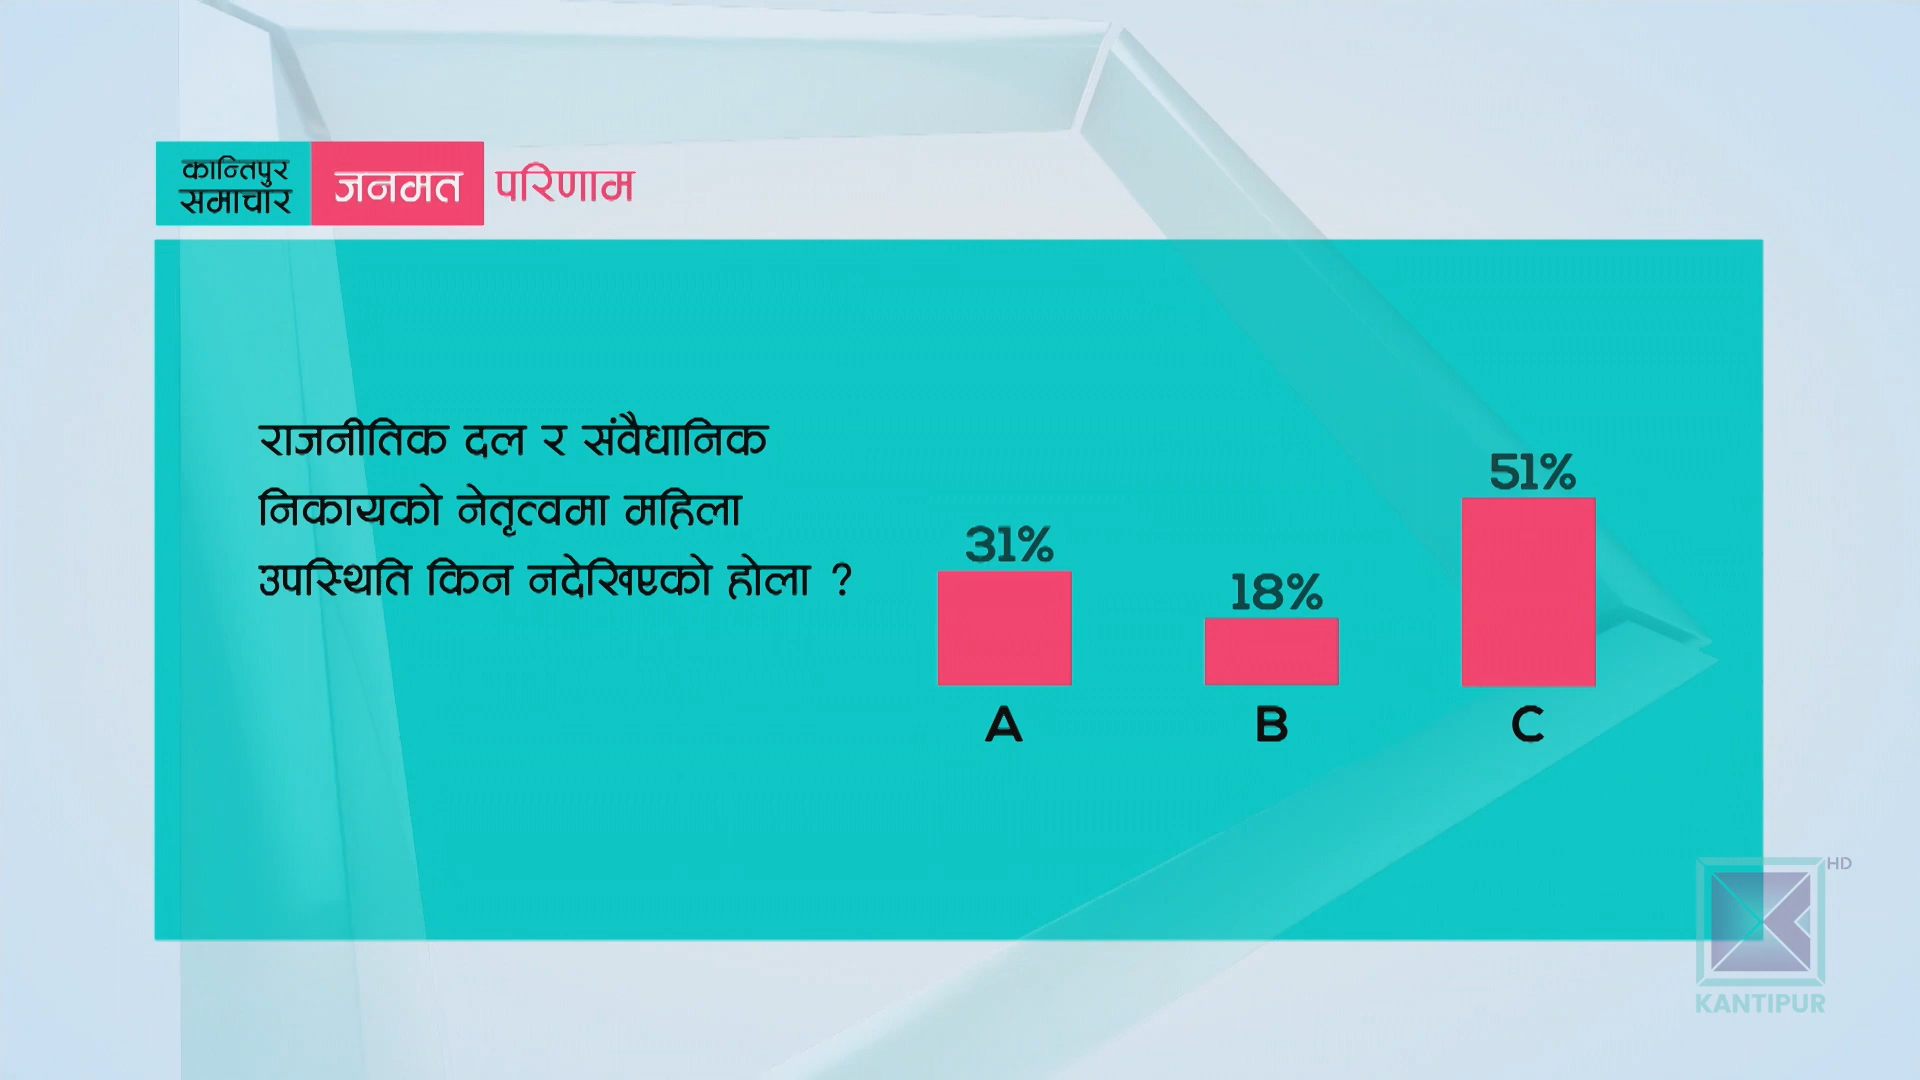 कान्तिपुर
समाचार
जनमत परिणाम
राजनीतिक दल र संवैधानिक
निकायको नेतृत्वमा महिला
उपस्थिति किन नदेखिएको होला ?
31%
18%
51%
A
B
C
HD
KANTIPUR